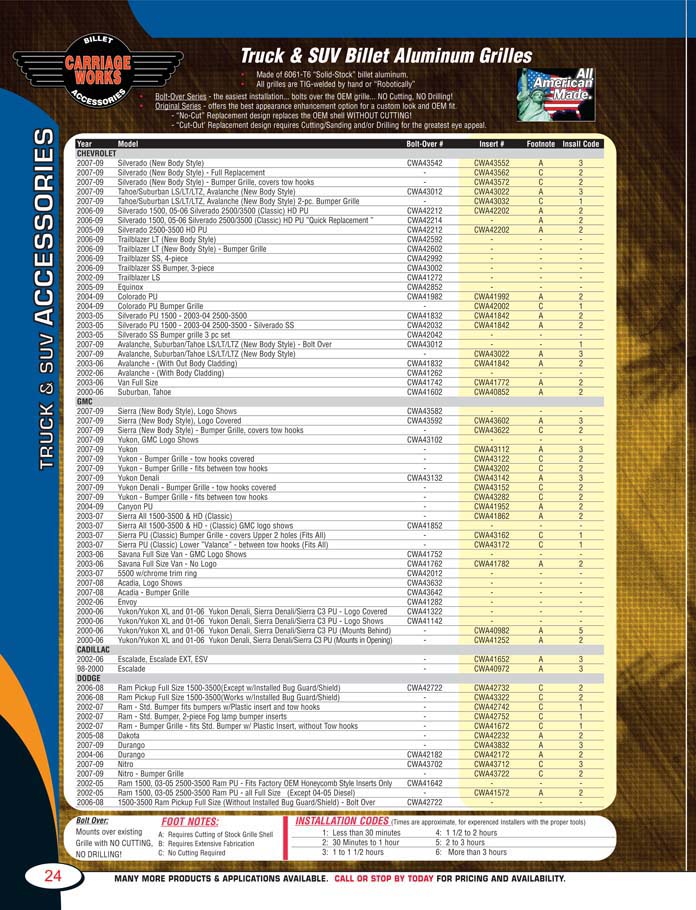 BILLET
CARRIAGE
WORKS
ACCESSORIES
Truck & SUV Billet Aluminum Grilles
• Made of 6061-T6 “Solid-Stock” billet aluminum.
• All grilles are TIG-welded by hand or “Robotically”
• Bolt-Over Series - the easiest installation... bolts over the OEM grille... NO Cutting, NO Drilling!
• Original Series - offers the best appearance enhancement option for a custom look and OEM fit.
- “No-Cut” Replacement design replaces the OEM shell WITHOUT CUTTING!
- “Cut-Out’ Replacement design requires Cutting/Sanding and/or Drilling for the greatest eye appeal.
All
American
Made.
TRUCK & SUV ACCESSORIES
Year Model Bolt-Over # Insert # Footnote Insall Code
CHEVROLET
2007-09 Silverado (New Body Style) CWA43542 CWA43552 A 3
2007-09 Silverado (New Body Style) - Full Replacement - CWA43562 C 2
2007-09 Silverado (New Body Style) - Bumper Grille, covers tow hooks - CWA43572 C 2
2007-09 Tahoe/Suburban LS/LT/LTZ, Avalanche (New Body Style) CWA43012 CWA43022 A 3
2007-09 Tahoe/Suburban LS/LT/LTZ, Avalanche (New Body Style) 2-pc. Bumper Grille - CWA43032 C 1
2006-09 Silverado 1500, 05-06 Silverado 2500/3500 (Classic) HD PU CWA42212 CWA42202 A 2
2006-09 Silverado 1500, 05-06 Silverado 2500/3500 (Classic) HD PU "Quick Replacement " CWA42214 - A 2
2005-09 Silverado 2500-3500 HD PU CWA42212 CWA42202 A 2
2006-09 Trailblazer LT (New Body Style) CWA42592 - - -
2006-09 Trailblazer LT (New Body Style) - Bumper Grille CWA42602 - - -
2006-09 Trailblazer SS, 4-piece CWA42992 - - -
2006-09 Trailblazer SS Bumper, 3-piece CWA43002 - - -
2002-09 Trailblazer LS CWA41272 - - -
2005-09 Equinox CWA42852 - - -
2004-09 Colorado PU CWA41982 CWA41992 A 2
2004-09 Colorado PU Bumper Grille - CWA42002 C 1
2003-05 Silverado PU 1500 - 2003-04 2500-3500 CWA41832 CWA41842 A 2
2003-05 Silverado PU 1500 - 2003-04 2500-3500 - Silverado SS CWA42032 CWA41842 A 2
2003-05 Silverado SS Bumper grille 3 pc set CWA42042 - - -
2007-09 Avalanche, Suburban/Tahoe LS/LT/LTZ (New Body Style) - Bolt Over CWA43012 - - 1
2007-09 Avalanche, Suburban/Tahoe LS/LT/LTZ (New Body Style) - CWA43022 A 3
2003-06 Avalanche - (With Out Body Cladding) CWA41832 CWA41842 A 2
2002-06 Avalanche - (With Body Cladding) CWA41262 - - -
2003-06 Van Full Size CWA41742 CWA41772 A 2
2000-06 Suburban, Tahoe CWA41602 CWA40852 A 2
GMC
2007-09 Sierra (New Body Style), Logo Shows CWA43582 - - -
2007-09 Sierra (New Body Style), Logo Covered CWA43592 CWA43602 A 3
2007-09 Sierra (New Body Style) - Bumper Grille, covers tow hooks - CWA43622 C 2
2007-09 Yukon, GMC Logo Shows CWA43102 - - -
2007-09 Yukon - CWA43112 A 3
2007-09 Yukon - Bumper Grille - tow hooks covered - CWA43122 C 2
2007-09 Yukon - Bumper Grille - fits between tow hooks - CWA43202 C 2
2007-09 Yukon Denali CWA43132 CWA43142 A 3
2007-09 Yukon Denali - Bumper Grille - tow hooks covered - CWA43152 C 2
2007-09 Yukon - Bumper Grille - fits between tow hooks - CWA43282 C 2
2004-09 Canyon PU - CWA41952 A 2
2003-07 Sierra All 1500-3500 & HD (Classic) - CWA41862 A 2
2003-07 Sierra All 1500-3500 & HD - (Classic) GMC logo shows CWA41852 - - -
2003-07 Sierra PU (Classic) Bumper Grille - covers Upper 2 holes (Fits All) - CWA43162 C 1
2003-07 Sierra PU (Classic) Lower "Valance" - between tow hooks (Fits All) - CWA43172 C 1
2003-06 Savana Full Size Van - GMC Logo Shows CWA41752 - - -
2003-06 Savana Full Size Van - No Logo CWA41762 CWA41782 A 2
2003-07 5500 w/chrome trim ring CWA42012 - - -
2007-08 Acadia, Logo Shows CWA43632 - - -
2007-08 Acadia - Bumper Grille CWA43642 - - -
2002-06 Envoy CWA41282 - - -
2000-06 Yukon/Yukon XL and 01-06 Yukon Denali, Sierra Denali/Sierra C3 PU - Logo Covered CWA41322 - - -
2000-06 Yukon/Yukon XL and 01-06 Yukon Denali, Sierra Denali/Sierra C3 PU - Logo Shows CWA41142 - - -
2000-06 Yukon/Yukon XL and 01-06 Yukon Denali, Sierra Denali/Sierra C3 PU (Mounts Behind) - CWA40982 A 5
2000-06 Yukon/Yukon XL and 01-06 Yukon Denali, Sierra Denali/Sierra C3 PU (Mounts in Opening) - CWA41252 A 2
CADILLAC
2002-06 Escalade, Escalade EXT, ESV - CWA41652 A 3
98-2000 Escalade - CWA40972 A 3
DODGE
2006-08 Ram Pickup Full Size 1500-3500(Except w/Installed Bug Guard/Shield) CWA42722 CWA42732 C 2
2006-08 Ram Pickup Full Size 1500-3500(Works w/Installed Bug Guard/Shield) - CWA43322 C 2
2002-07 Ram - Std. Bumper fits bumpers w/Plastic insert and tow hooks - CWA42742 C 1
2002-07 Ram - Std. Bumper, 2-piece Fog lamp bumper inserts - CWA42752 C 1
2002-07 Ram - Bumper Grille - fits Std. Bumper w/ Plastic Insert, without Tow hooks - CWA41672 C 1
2005-08 Dakota - CWA42232 A 2
2007-09 Durango - CWA43832 A 3
2004-06 Durango CWA42182 CWA42172 A 2
2007-09 Nitro CWA43702 CWA43712 C 3
2007-09 Nitro - Bumper Grille - CWA43722 C 2
2002-05 Ram 1500, 03-05 2500-3500 Ram PU - Fits Factory OEM Honeycomb Style Inserts Only CWA41642 - - -
2002-05 Ram 1500, 03-05 2500-3500 Ram PU - all Full Size (Except 04-05 Diesel) - CWA41572 A 2
2006-08 1500-3500 Ram Pickup Full Size (Without Installed Bug Guard/Shield) - Bolt Over CWA42722 - - -
Bolt Over:
Mounts over existing
Grille with NO CUTTING,
NO DRILLING!
FOOT NOTES:
A: Requires Cutting of Stock Grille Shell
B: Requires Extensive Fabrication
C: No Cutting Required
INSTALLATION CODES (Times are approximate, for experenced Installers with the proper tools)
1: Less than 30 minutes 4: 1 1/2 to 2 hours
2: 30 Minutes to 1 hour 5: 2 to 3 hours
3: 1 to 1 1/2 hours 6: More than 3 hours
24 MANY MORE PRODUCTS & APPLICATIONS AVAILABLE. CALL OR STOP BY TODAY FOR PRICING AND AVAILABILITY.